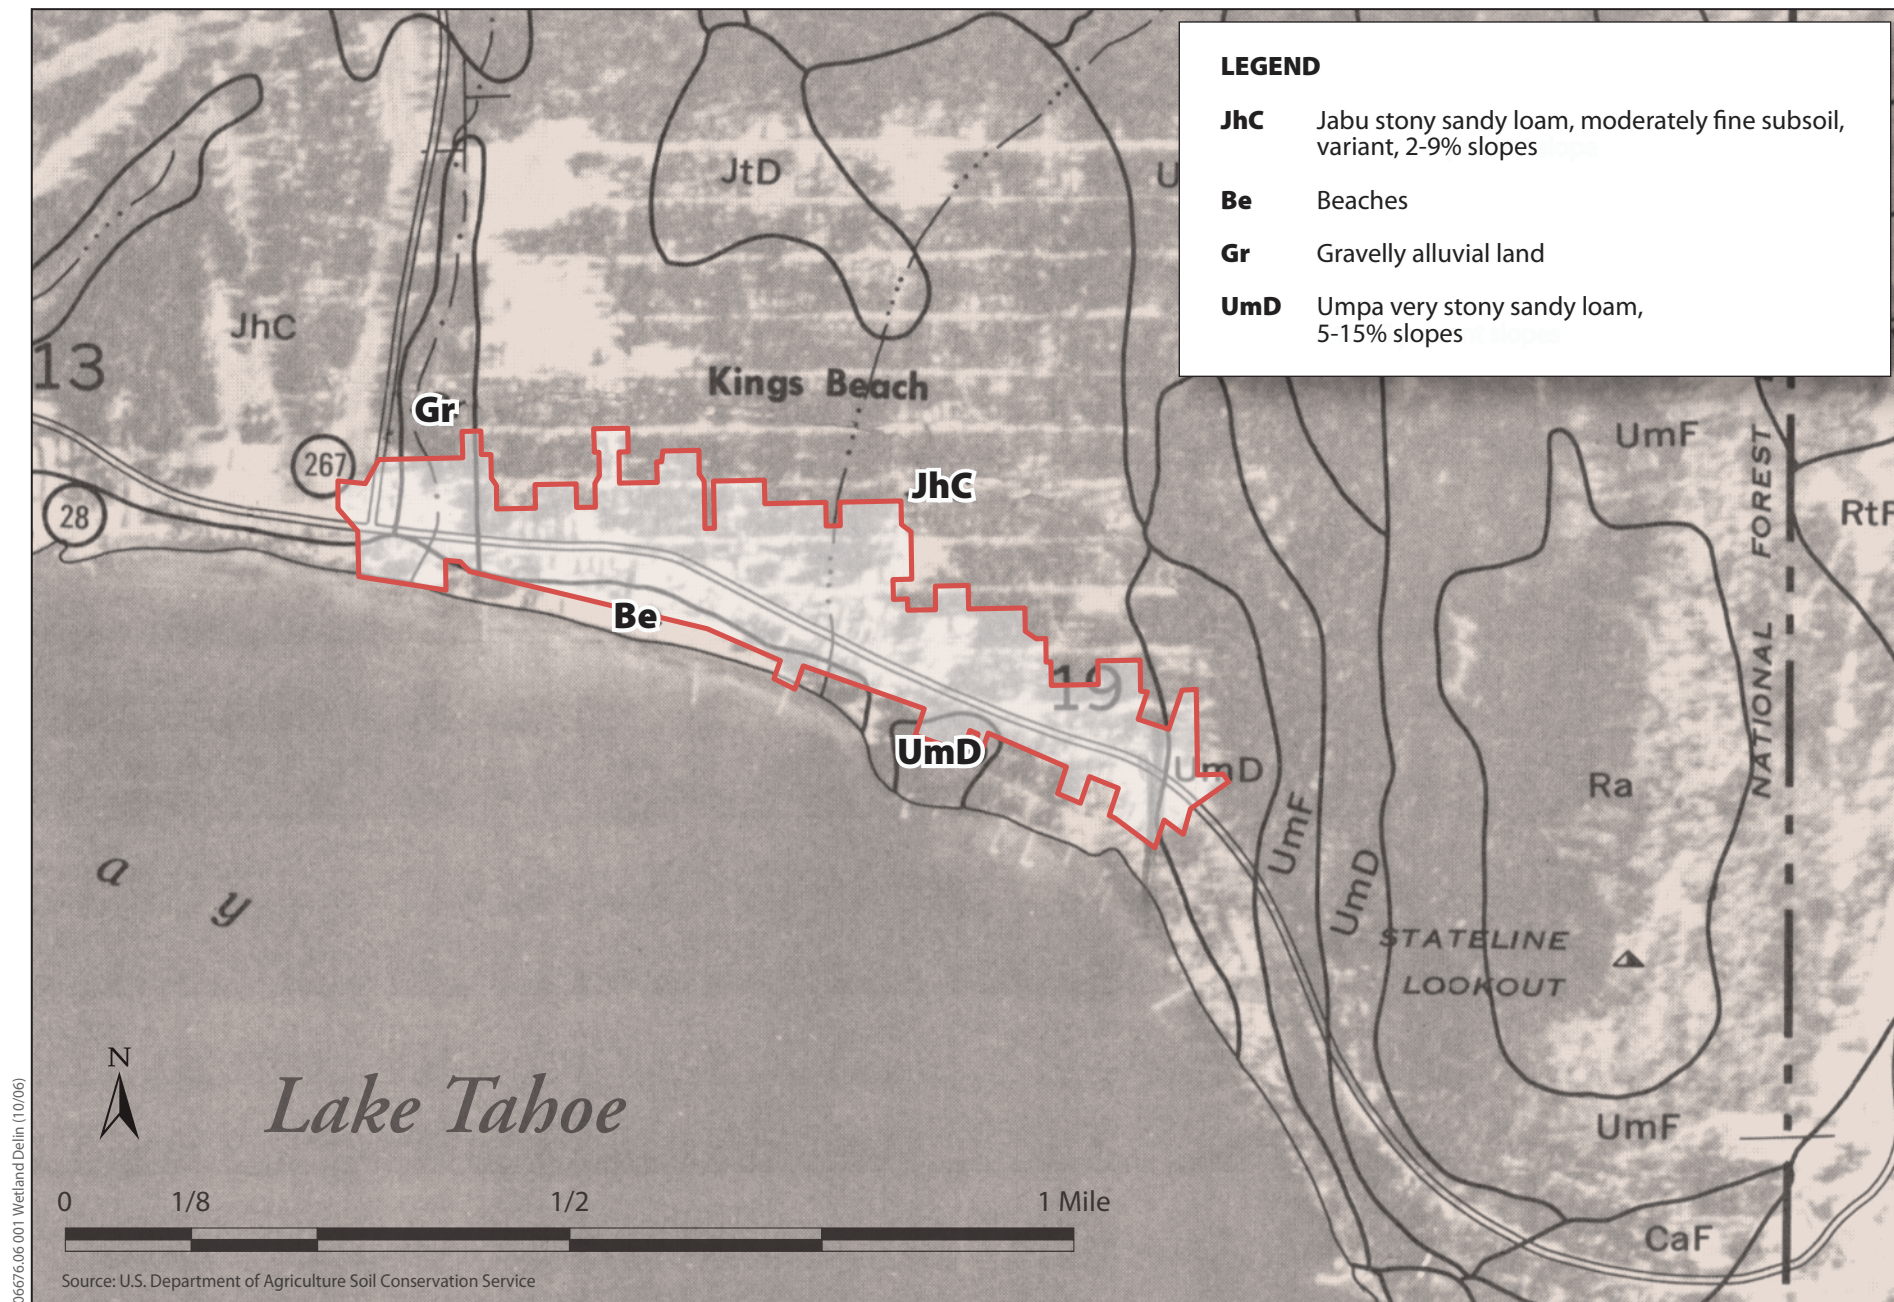 LEGEND
JhC Jabu stony sandy loam, moderately fine subsoil,
variant, 2-9% slopes
Be Beaches
Gr Gravelly alluvial land
UmD Umpa very stony sandy loam,
5-15% slopes
JtD
U
JhC
13
Kings Beach
Gr
UmF
NATIONAL FOREST
267
JhC
RtF
28
Be
19
UmD
UmD
Ra
UmF
UmD
a y
STATELINE
LOOKOUT
N
Lake Tahoe
UmF
0 1/8 1/2 1 Mile
CaF
Source: U.S. Department of Agriculture Soil Conservation Service
06676.06 001 Wetland Delin (10/06)